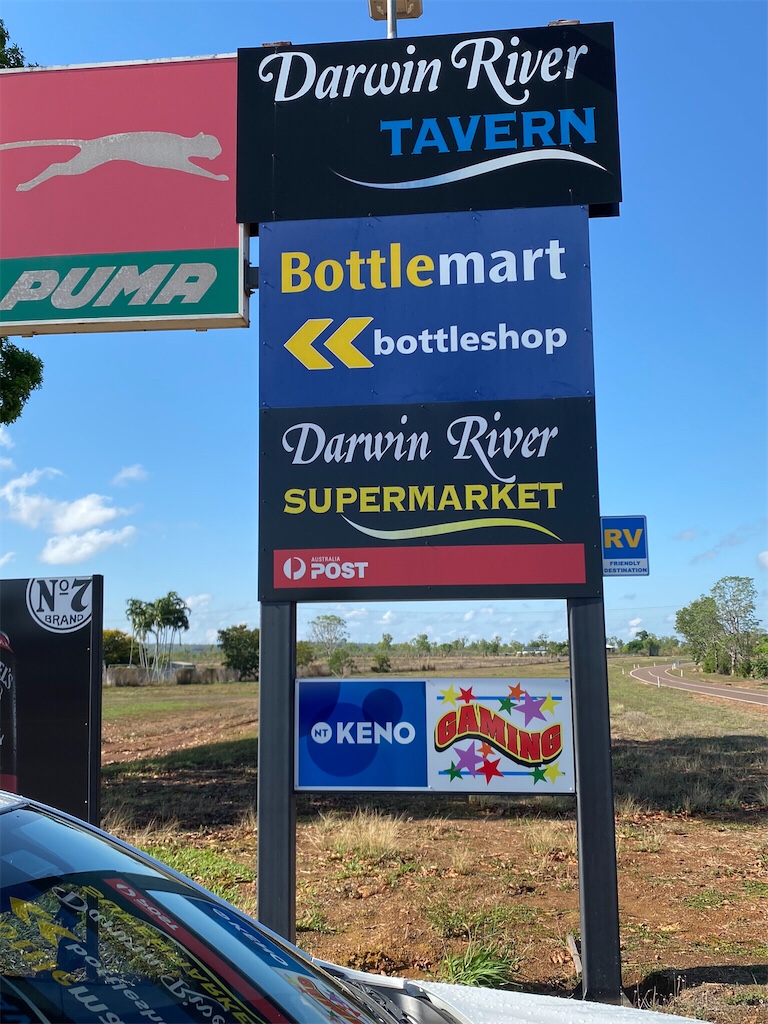 Darwin River
TAVERN
PUMA
Bottlemart
bottleshop
Darwin River
SUPERMARKET
AUSTRALIA
POST
RV
FRIENDLY
DESTINATION
Nº7
BRAND
NT KENO
GAMING